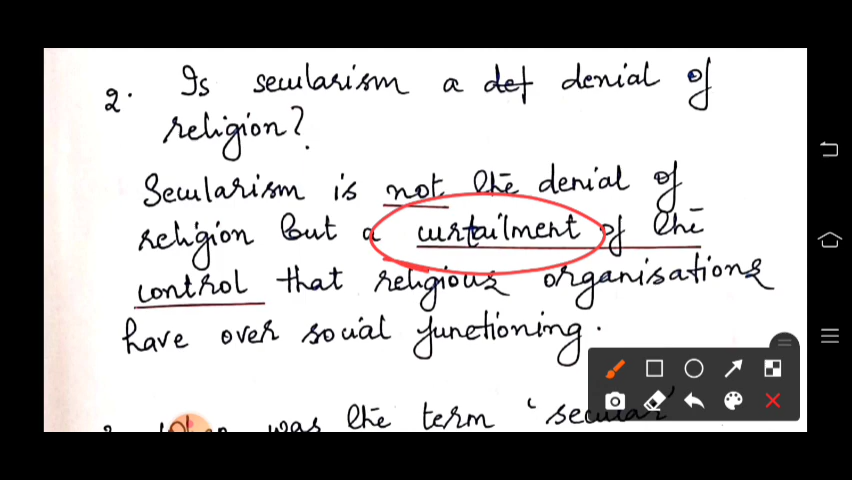 2. Is secularism a def denial of
religion?
Secularism is not the denial of
religion but a curtailment of the
control that religious organisations
have over social functioning.
was the term 'secular'